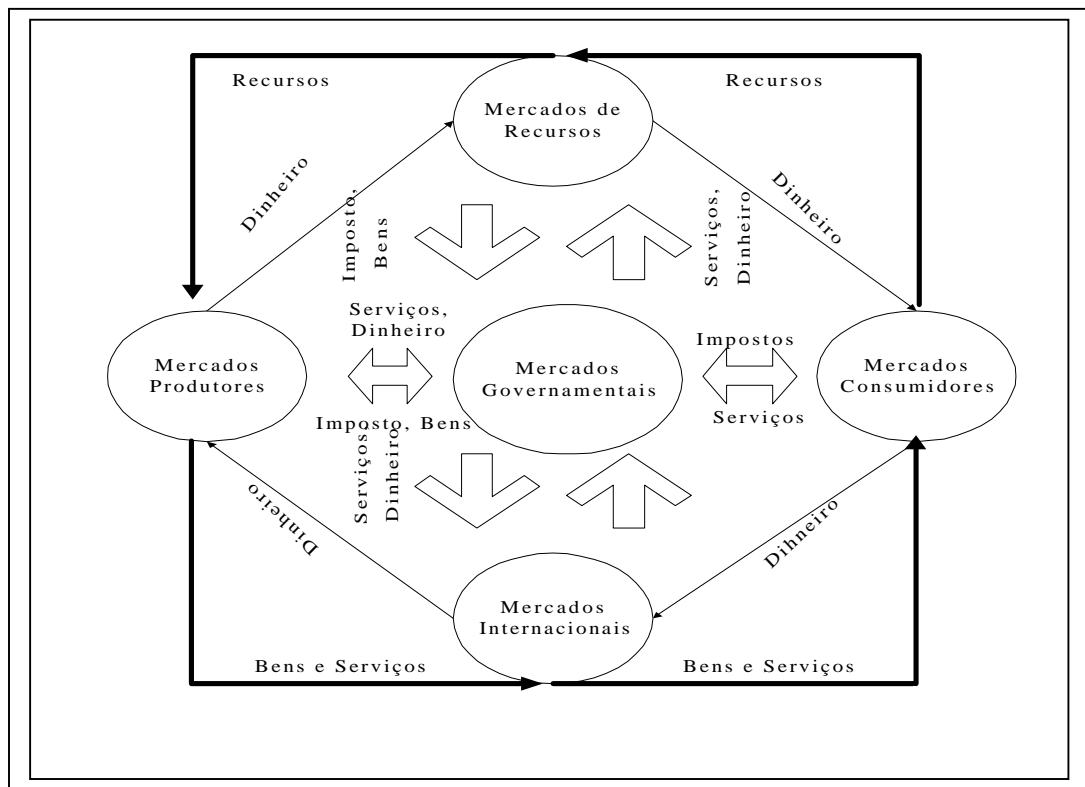 Recursos
Recursos
Mercados de
Recursos
Dinheiro
Imposto,
Bens
Serviços,
Dinheiro
Dinheiro
Serviços,
Dinheiro
Impostos
Mercados
Produtores
Mercados
Governamentais
Mercados
Consumidores
Serviços
Imposto, Bens
Serviços,
Dinheiro
Dinheiro
Dihneiro
Mercados
Internacionais
Bens e Serviços
Bens e Serviços